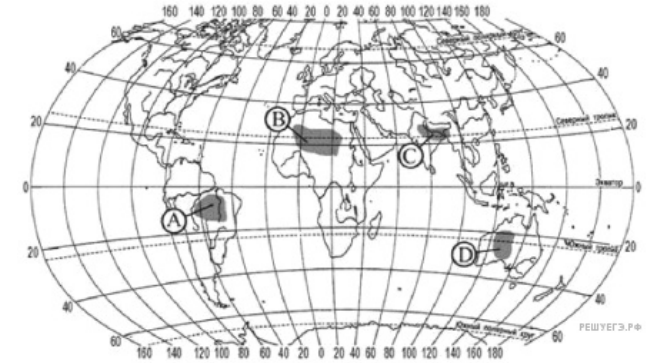 160 140 120 100 80 60 40 20 0 20 40 60 80 100 120 140 160 180
60 60
40 40
20 Северный тропик 20
0 Экватор 0
20 Южный тропик 20
40 40
60 Южный полярный круг 60
160 140 120 100 80 60 40 20 0 20 40 60 80 100 120 140 160 180
B
C
A
D
РЕШУЕГЭ.РФ